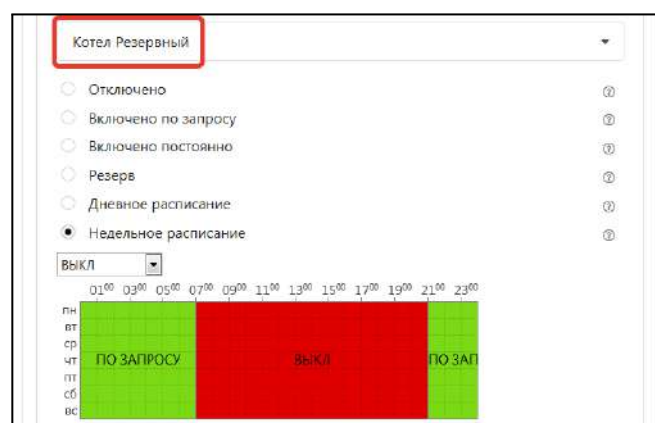 Котел Резервный
Отключено
Включено по запросу
Включено постоянно
Резерв
Дневное расписание
Недельное расписание
ВЫКЛ
01⁰⁰ 03⁰⁰ 05⁰⁰ 07⁰⁰ 09⁰⁰ 11⁰⁰ 13⁰⁰ 15⁰⁰ 17⁰⁰ 19⁰⁰ 21⁰⁰ 23⁰⁰
пн
вт
ср
чт ПО ЗАПРОСУ ВЫКЛ ПО ЗАП
пт
сб
вс